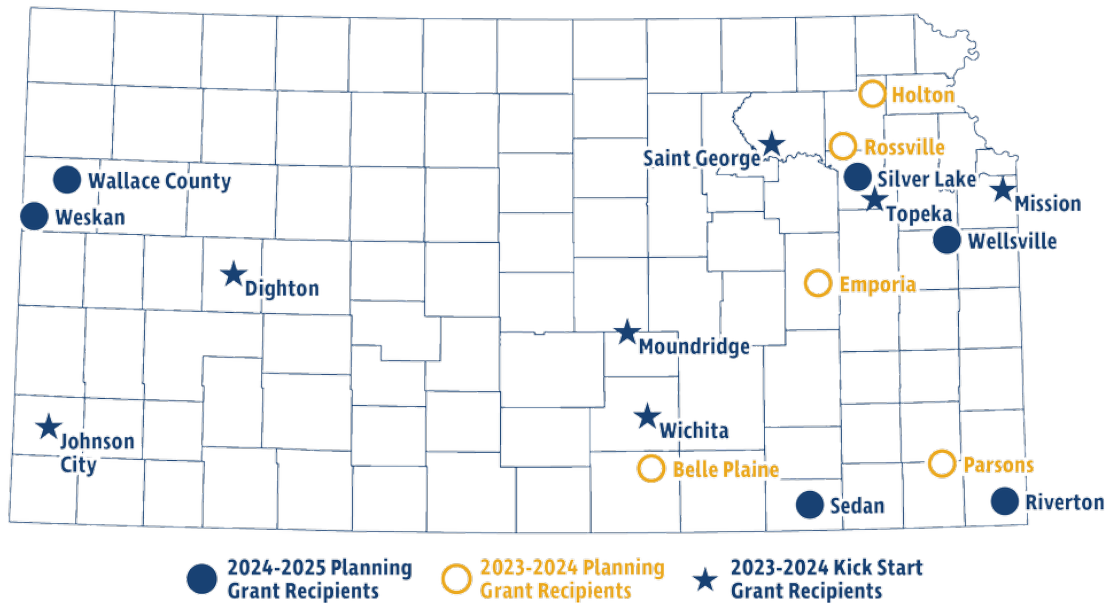 Holton
Rossville
Saint George
Silver Lake
Wallace County
Topeka
Mission
Weskan
Wellsville
Dighton
Emporia
Moundridge
Wichita
Johnson
City
Belle Plaine
Parsons
Sedan
Riverton
2024-2025 Planning
Grant Recipients
2023-2024 Planning
Grant Recipients
2023-2024 Kick Start
Grant Recipients